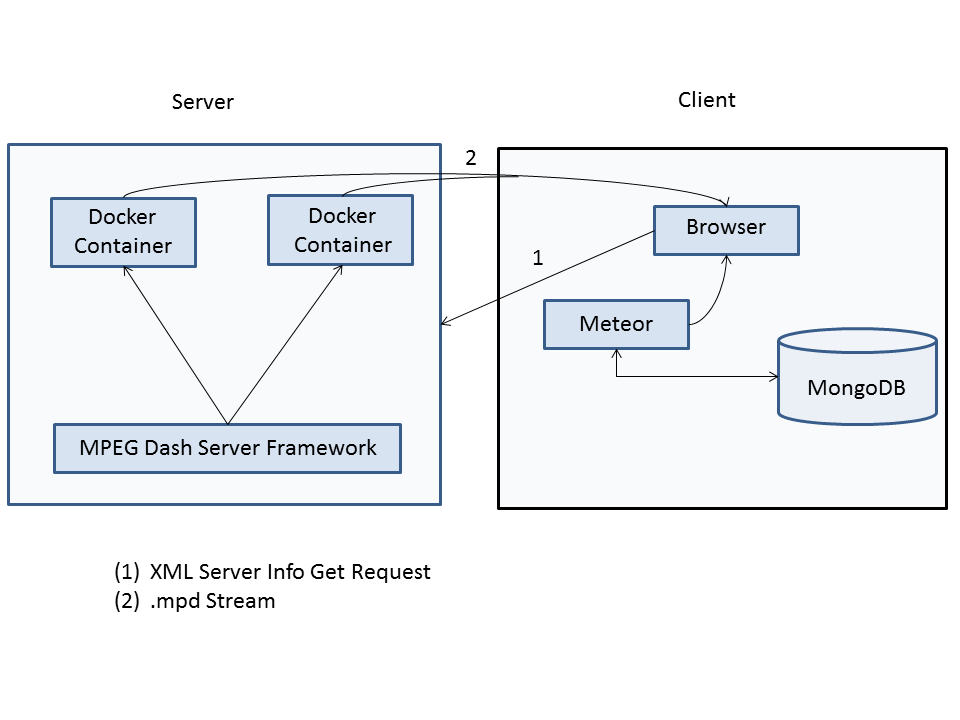 Server
Client
2
Docker
Container
Docker
Container
Browser
1
Meteor
MongoDB
MPEG Dash Server Framework
(1) XML Server Info Get Request
(2) .mpd Stream